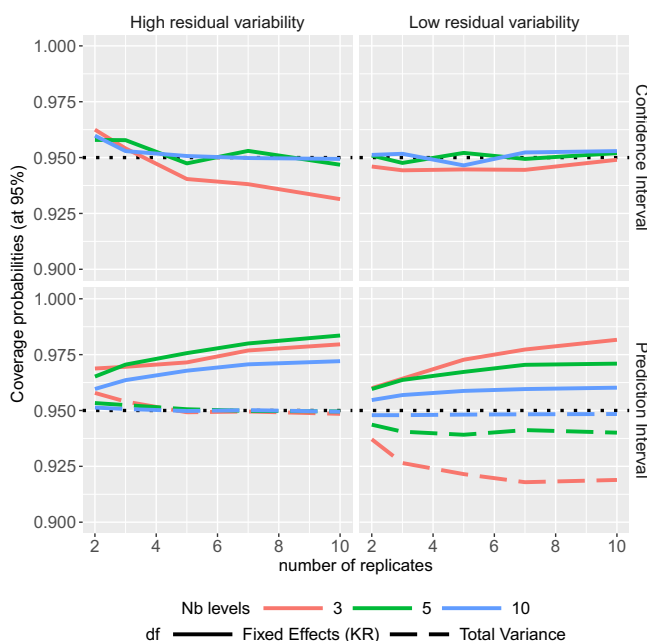 High residual variability Low residual variability
1.000
0.975
0.950
0.925
0.900
Confidence Interval
1.000
0.975
0.950
0.925
0.900
Prediction Interval
Coverage probabilities (at 95%)
2 4 6 8 10 2 4 6 8 10
number of replicates
Nb levels 3 5 10
df Fixed Effects (KR) Total Variance